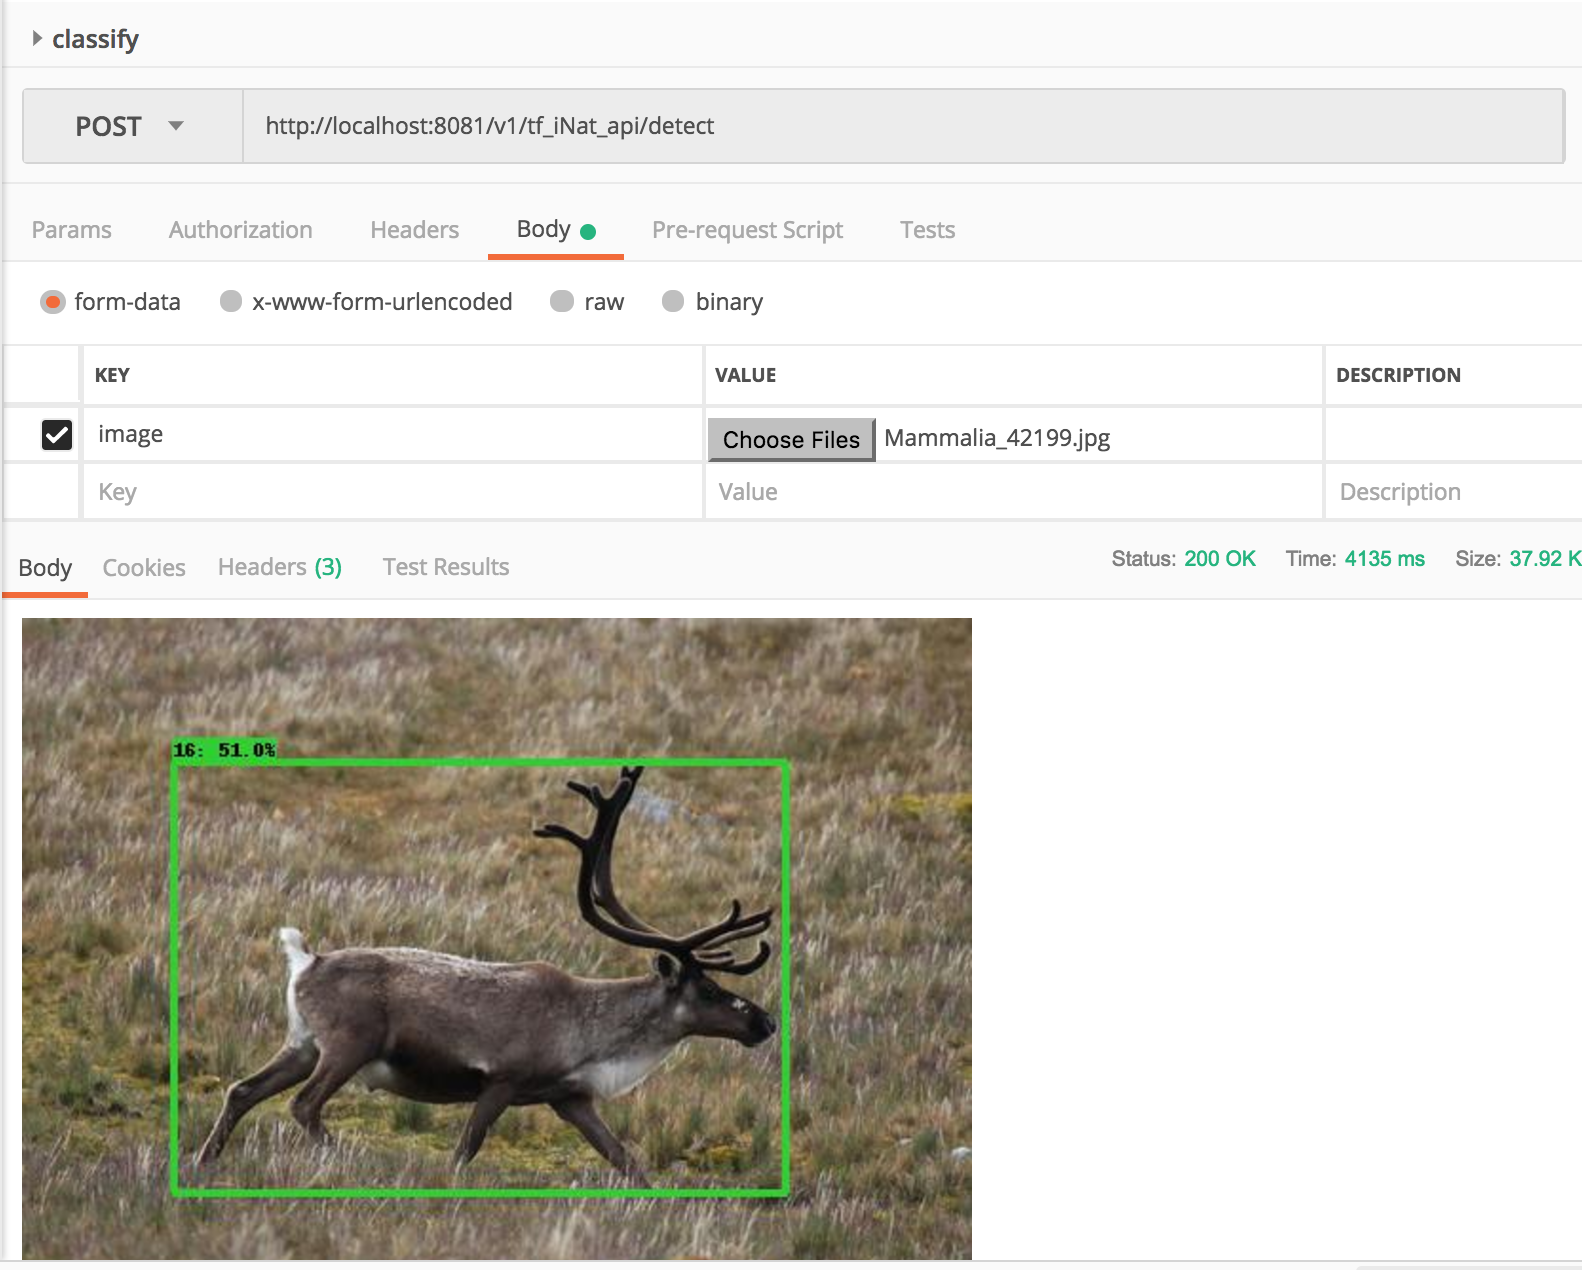 classify
POST http://localhost:8081/v1/tf_iNat_api/detect
Params Authorization Headers Body Pre-request Script Tests
form-data x-www-form-urlencoded raw binary
KEY VALUE DESCRIPTION
image Choose Files Mammalia_42199.jpg
Key Value Description
Body Cookies Headers (3) Test Results Status: 200 OK Time: 4135 ms Size: 37.92 K
16: 51.0%